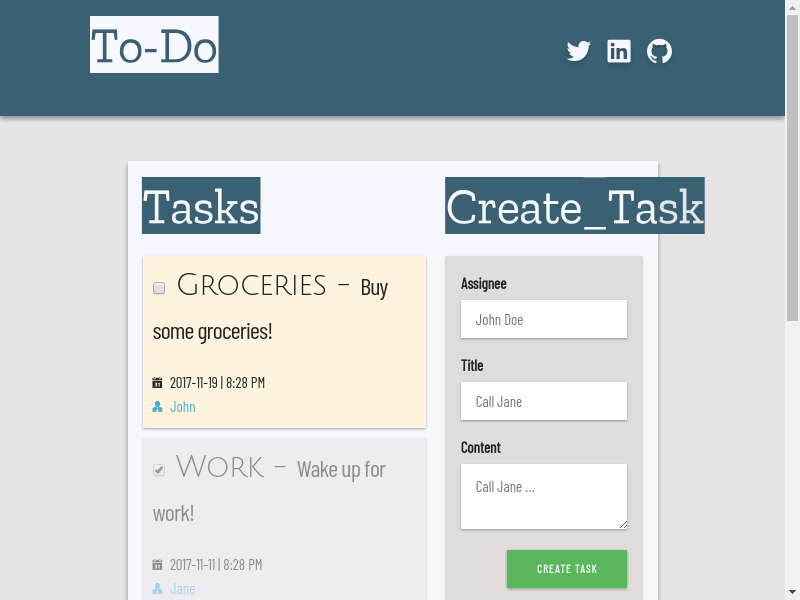 To-Do
Tasks
GROCERIES - Buy
some groceries!
2017-11-19 | 8:28 PM
John
WORK - Wake up for
work!
2017-11-11 | 8:28 PM
Jane
Create_Task
Assignee
John Doe
Title
Call Jane
Content
Call Jane ...
CREATE TASK